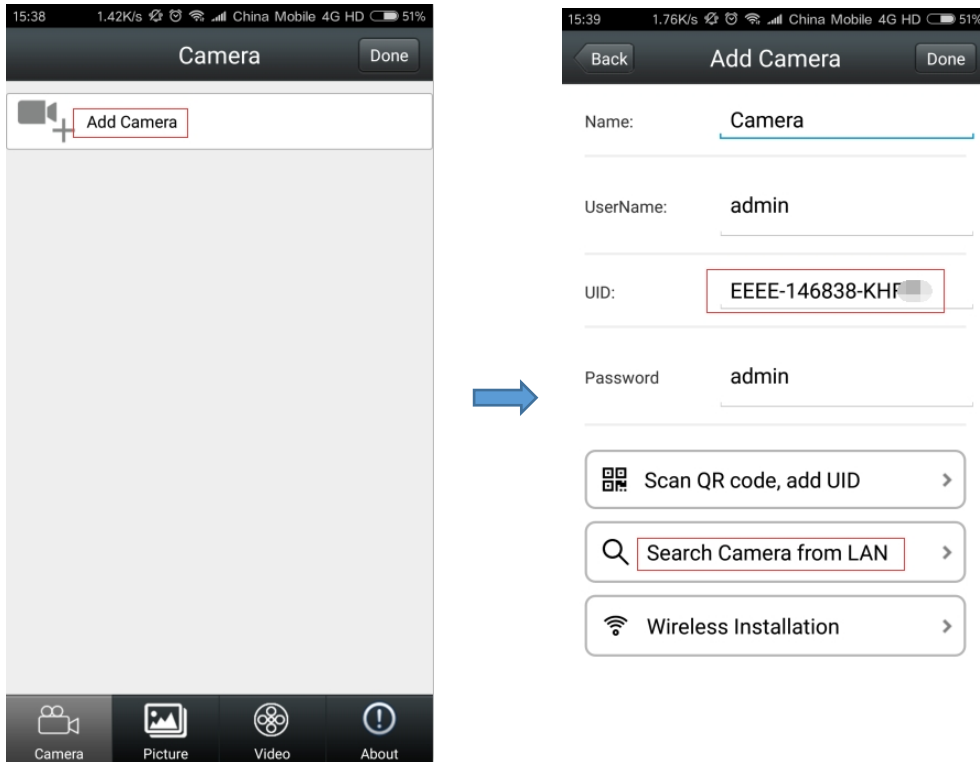 15:38 1.42K/s China Mobile 4G HD 51%
Camera Done
Add Camera
Camera Picture Video About
15:39 1.76K/s China Mobile 4G HD 51%
Back Add Camera Done
Name: Camera
UserName: admin
UID: EEEE-146838-KHF
Password admin
Scan QR code, add UID
Search Camera from LAN
Wireless Installation